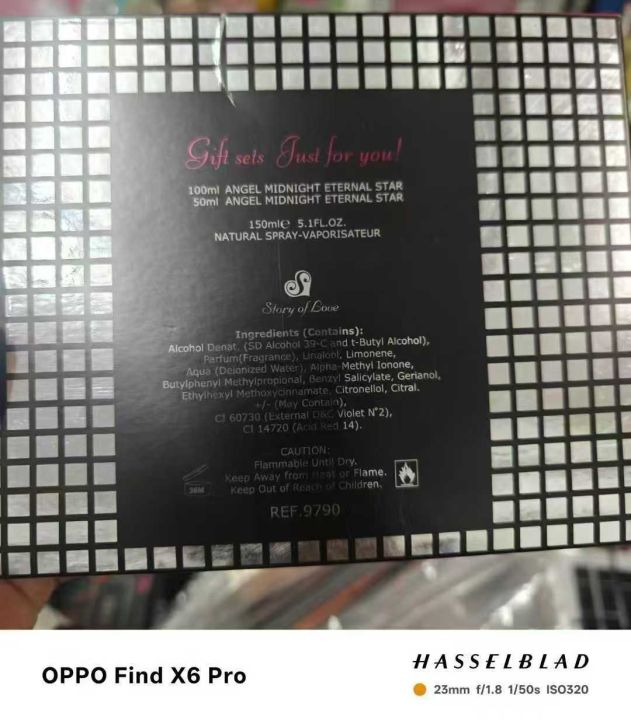 Gift sets Just for you!
100ml ANGEL MIDNIGHT ETERNAL STAR
50ml ANGEL MIDNIGHT ETERNAL STAR
150ml℮ 5.1FL.OZ.
NATURAL SPRAY-VAPORISATEUR
Story of Love
Ingredients (Contains):
Alcohol Denat. (SD Alcohol 39-C and t-Butyl Alcohol),
Parfum(Fragrance), Linalool, Limonene,
Aqua (Deionized Water), Alpha-Methyl Ionone,
Butylphenyl Methylpropional, Benzyl Salicylate, Gerianol,
Ethylhexyl Methoxycinnamate, Citronellol, Citral.
+/- (May Contain),
CI 60730 (External D&C Violet N°2),
CI 14720 (Acid Red 14).
CAUTION:
Flammable Until Dry.
Keep Away from Heat or Flame.
Keep Out of Reach of Children.
36M
REF.9790
OPPO Find X6 Pro
HASSELBLAD
23mm f/1.8 1/50s ISO320